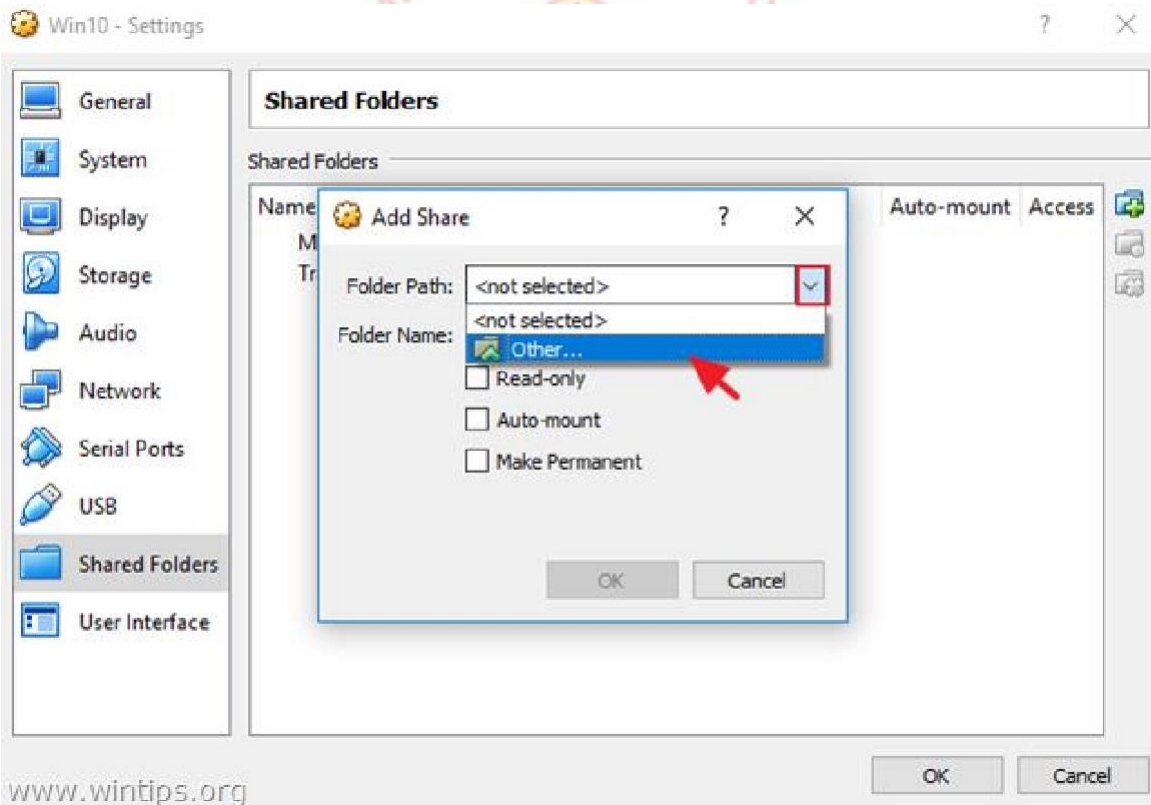 Win10 - Settings
?
General
System
Display
Storage
Audio
Network
Serial Ports
USB
Shared Folders
User Interface
Shared Folders
Shared Folders
Name
Auto-mount
Access
M
Tr
Add Share
?
Folder Path:
<not selected>
<not selected>
Other...
Folder Name:
Read-only
Auto-mount
Make Permanent
OK
Cancel
OK
Cancel
www.wintips.org